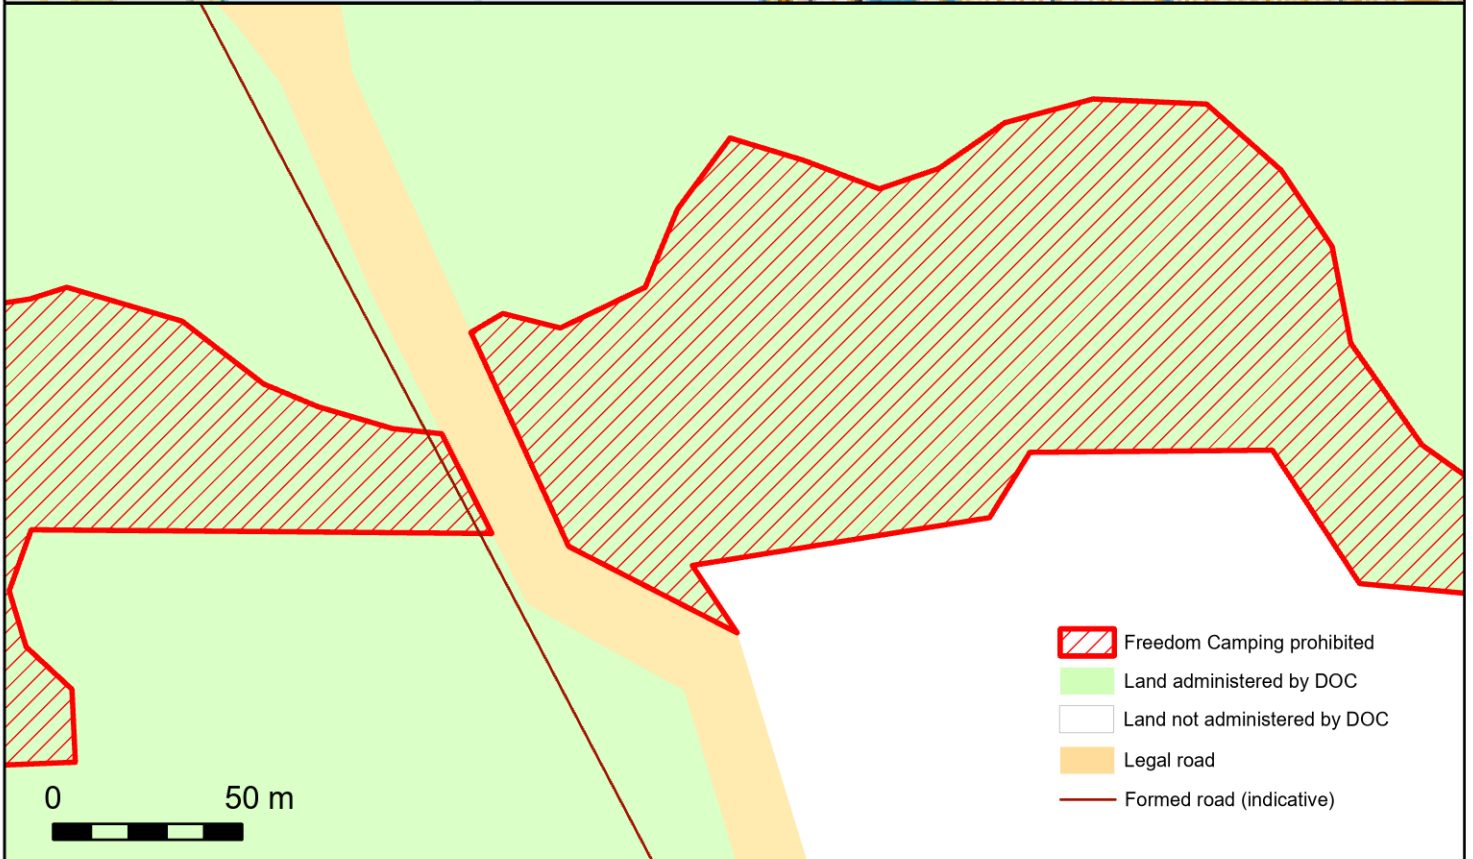 Freedom Camping prohibited
Land administered by DOC
Land not administered by DOC
Legal road
Formed road (indicative)
0 50 m